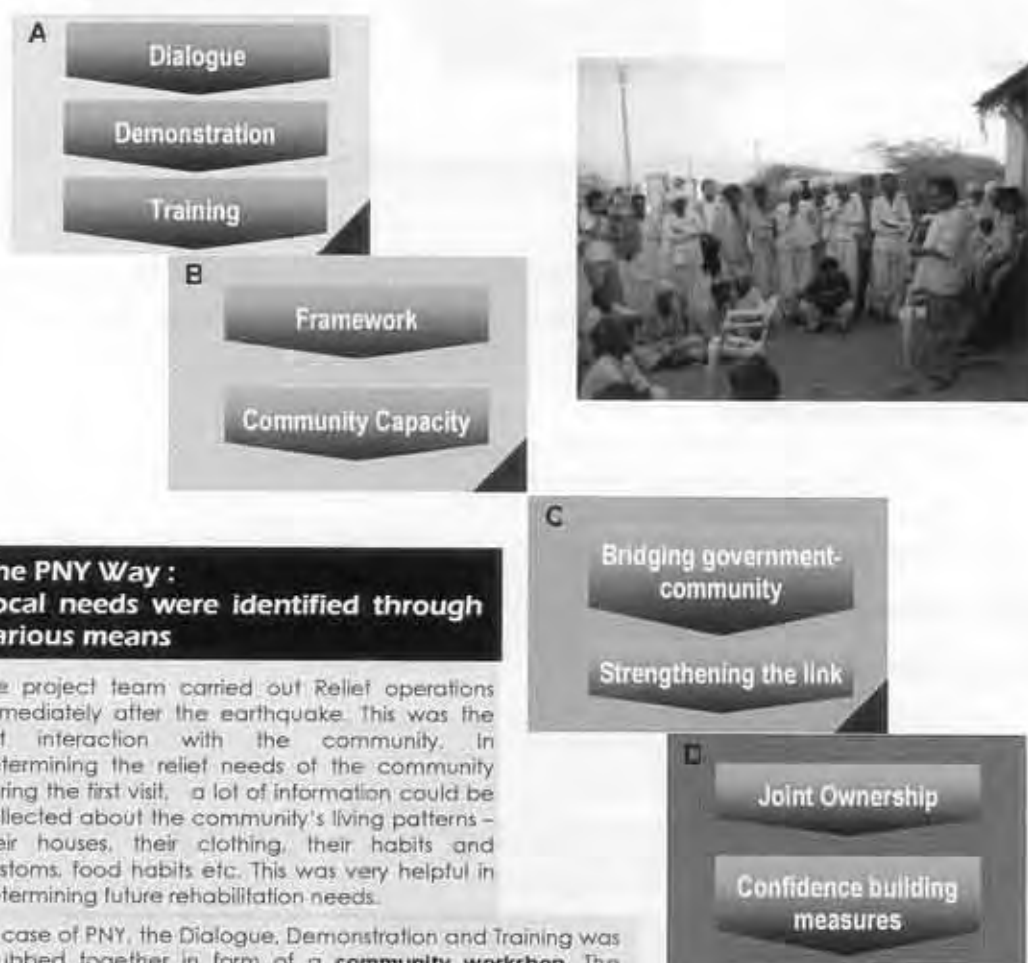 A
Dialogue
Demonstration
Training
B
Framework
Community Capacity
C
Bridging government-
community
Strengthening the link
D
Joint Ownership
Confidence building
measures
he PNY Way :
ocal needs were identified through
arious means
e project team carried out Relief operations
mediately after the earthquake. This was the
t interaction with the community. In
termining the relief needs of the community
ring the first visit, a lot of information could be
llected about the community's living patterns –
eir houses, their clothing, their habits and
stoms, food habits etc. This was very helpful in
termining future rehabilitation needs.
case of PNY, the Dialogue, Demonstration and Training was
ubbed together in form of a community workshop. The